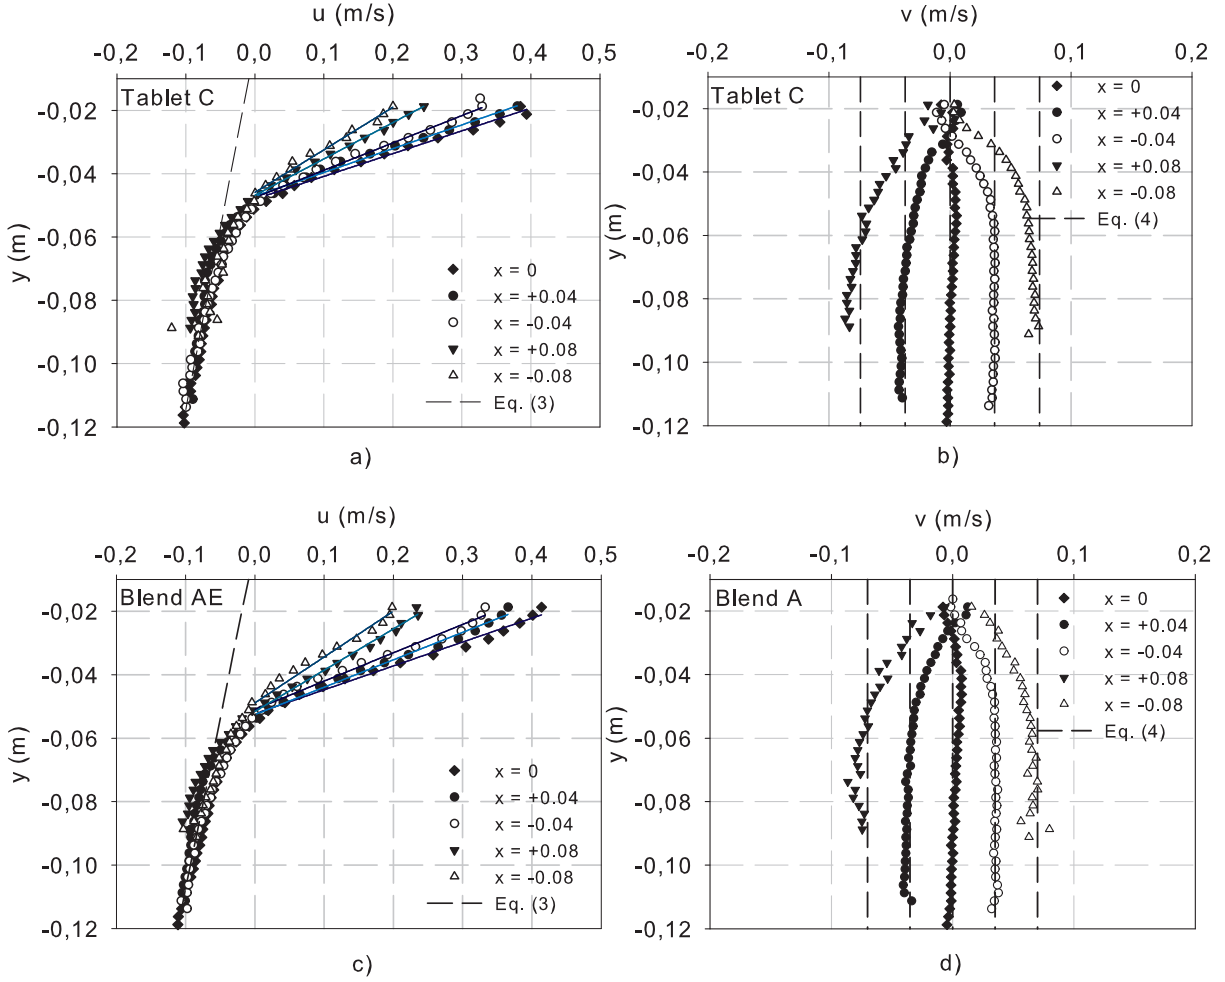 u (m/s)
-0,2 -0,1 0,0 0,1 0,2 0,3 0,4 0,5
Tablet C
-0,02
-0,04
-0,06
-0,08
-0,10
-0,12
y (m)
x = 0
x = +0.04
x = -0.04
x = +0.08
x = -0.08
Eq. (3)
a)
v (m/s)
-0,2 -0,1 0,0 0,1 0,2
Tablet C
-0,02
-0,04
-0,06
-0,08
-0,10
-0,12
y (m)
x = 0
x = +0.04
x = -0.04
x = +0.08
x = -0.08
Eq. (4)
b)
u (m/s)
-0,2 -0,1 0,0 0,1 0,2 0,3 0,4 0,5
Blend AE
-0,02
-0,04
-0,06
-0,08
-0,10
-0,12
y (m)
x = 0
x = +0.04
x = -0.04
x = +0.08
x = -0.08
Eq. (3)
c)
v (m/s)
-0,2 -0,1 0,0 0,1 0,2
Blend A
-0,02
-0,04
-0,06
-0,08
-0,10
-0,12
y (m)
x = 0
x = +0.04
x = -0.04
x = +0.08
x = -0.08
Eq. (4)
d)